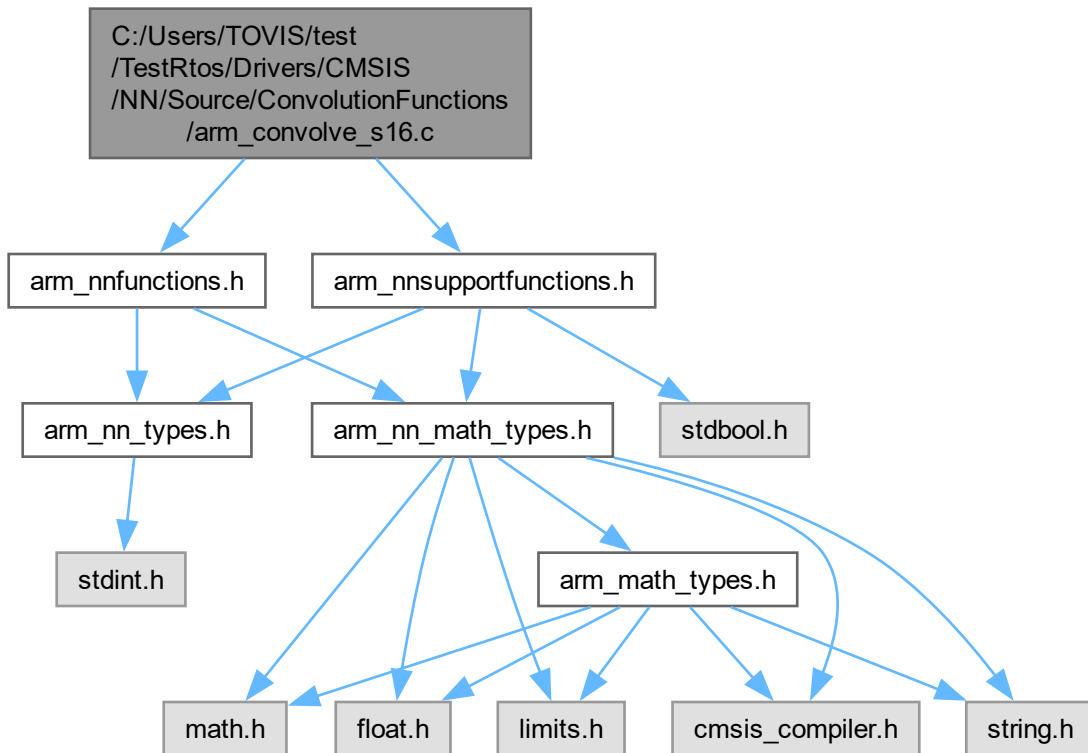 C:/Users/TOVIS/test
/TestRtos/Drivers/CMSIS
/NN/Source/ConvolutionFunctions
/arm_convolve_s16.c
arm_nnfunctions.h
arm_nnsupportfunctions.h
arm_nn_types.h
arm_nn_math_types.h
stdbool.h
stdint.h
arm_math_types.h
math.h
float.h
limits.h
cmsis_compiler.h
string.h